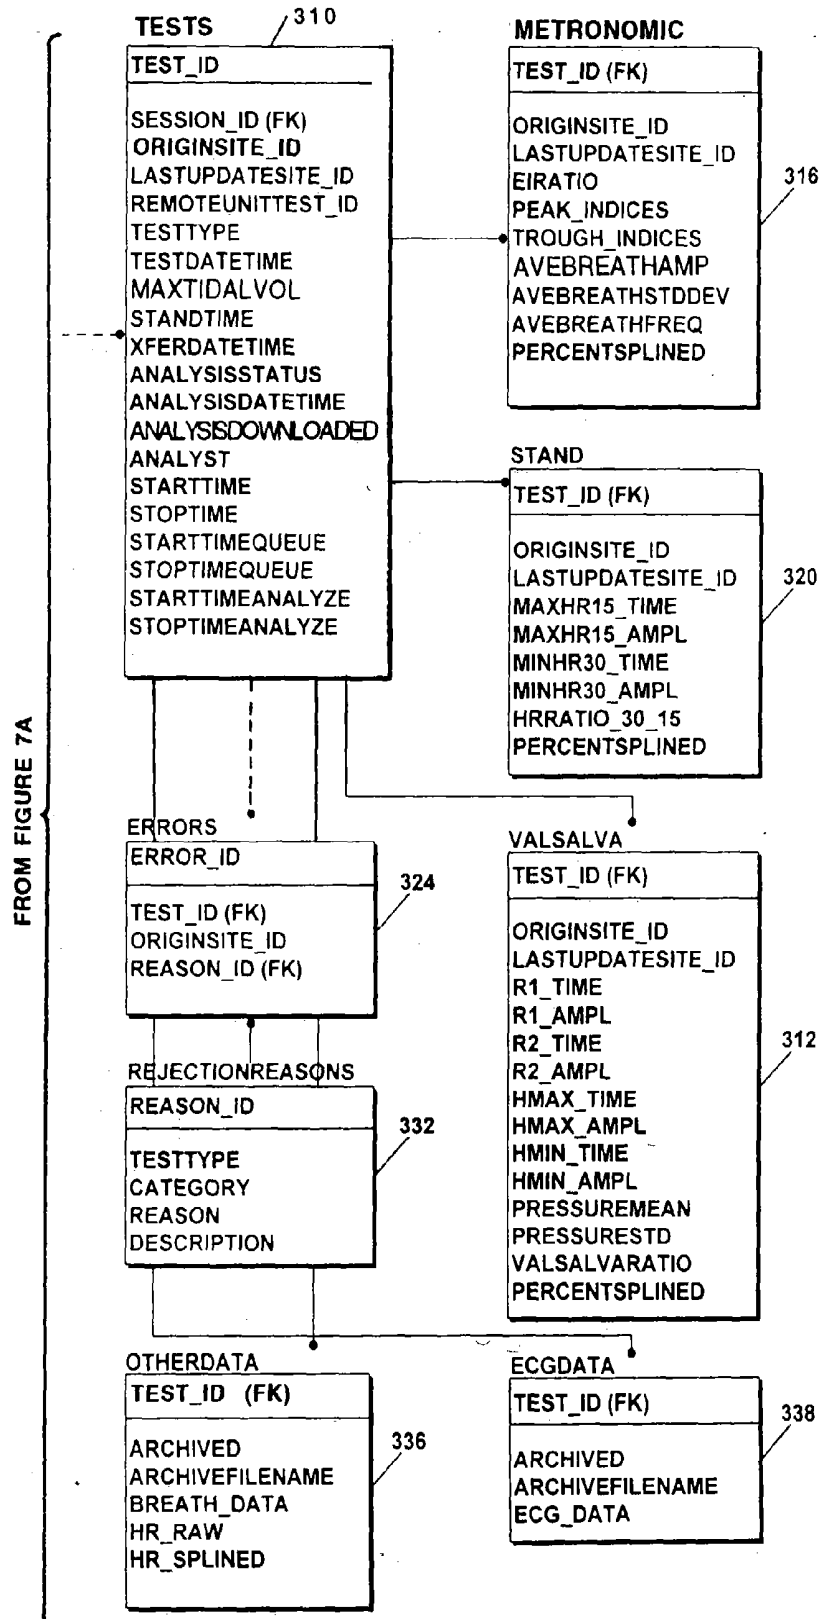 FROM FIGURE 7A
TESTS
310
TEST_ID
SESSION_ID (FK)
ORIGINSITE_ID
LASTUPDATESITE_ID
REMOTEUNITTEST_ID
TESTTYPE
TESTDATETIME
MAXTIDALVOL
STANDTIME
XFERDATETIME
ANALYSISSTATUS
ANALYSISDATETIME
ANALYSISDOWNLOADED
ANALYST
STARTTIME
STOPTIME
STARTTIMEQUEUE
STOPTIMEQUEUE
STARTTIMEANALYZE
STOPTIMEANALYZE
METRONOMIC
TEST_ID (FK)
ORIGINSITE_ID
LASTUPDATESITE_ID
EIRATIO
PEAK_INDICES
TROUGH_INDICES
AVEBREATHAMP
AVEBREATHSTDDEV
AVEBREATHFREQ
PERCENTSPLINED
316
STAND
TEST_ID (FK)
ORIGINSITE_ID
LASTUPDATESITE_ID
MAXHR15_TIME
MAXHR15_AMPL
MINHR30_TIME
MINHR30_AMPL
HRRATIO_30_15
PERCENTSPLINED
320
ERRORS
ERROR_ID
TEST_ID (FK)
ORIGINSITE_ID
REASON_ID (FK)
324
VALSALVA
TEST_ID (FK)
ORIGINSITE_ID
LASTUPDATESITE_ID
R1_TIME
R1_AMPL
R2_TIME
R2_AMPL
HMAX_TIME
HMAX_AMPL
HMIN_TIME
HMIN_AMPL
PRESSUREMEAN
PRESSURESTD
VALSALVARATIO
PERCENTSPLINED
312
REJECTIONREASONS
REASON_ID
TESTTYPE
CATEGORY
REASON
DESCRIPTION
332
OTHERDATA
TEST_ID (FK)
ARCHIVED
ARCHIVEFILENAME
BREATH_DATA
HR_RAW
HR_SPLINED
336
ECGDATA
TEST_ID (FK)
ARCHIVED
ARCHIVEFILENAME
ECG_DATA
338